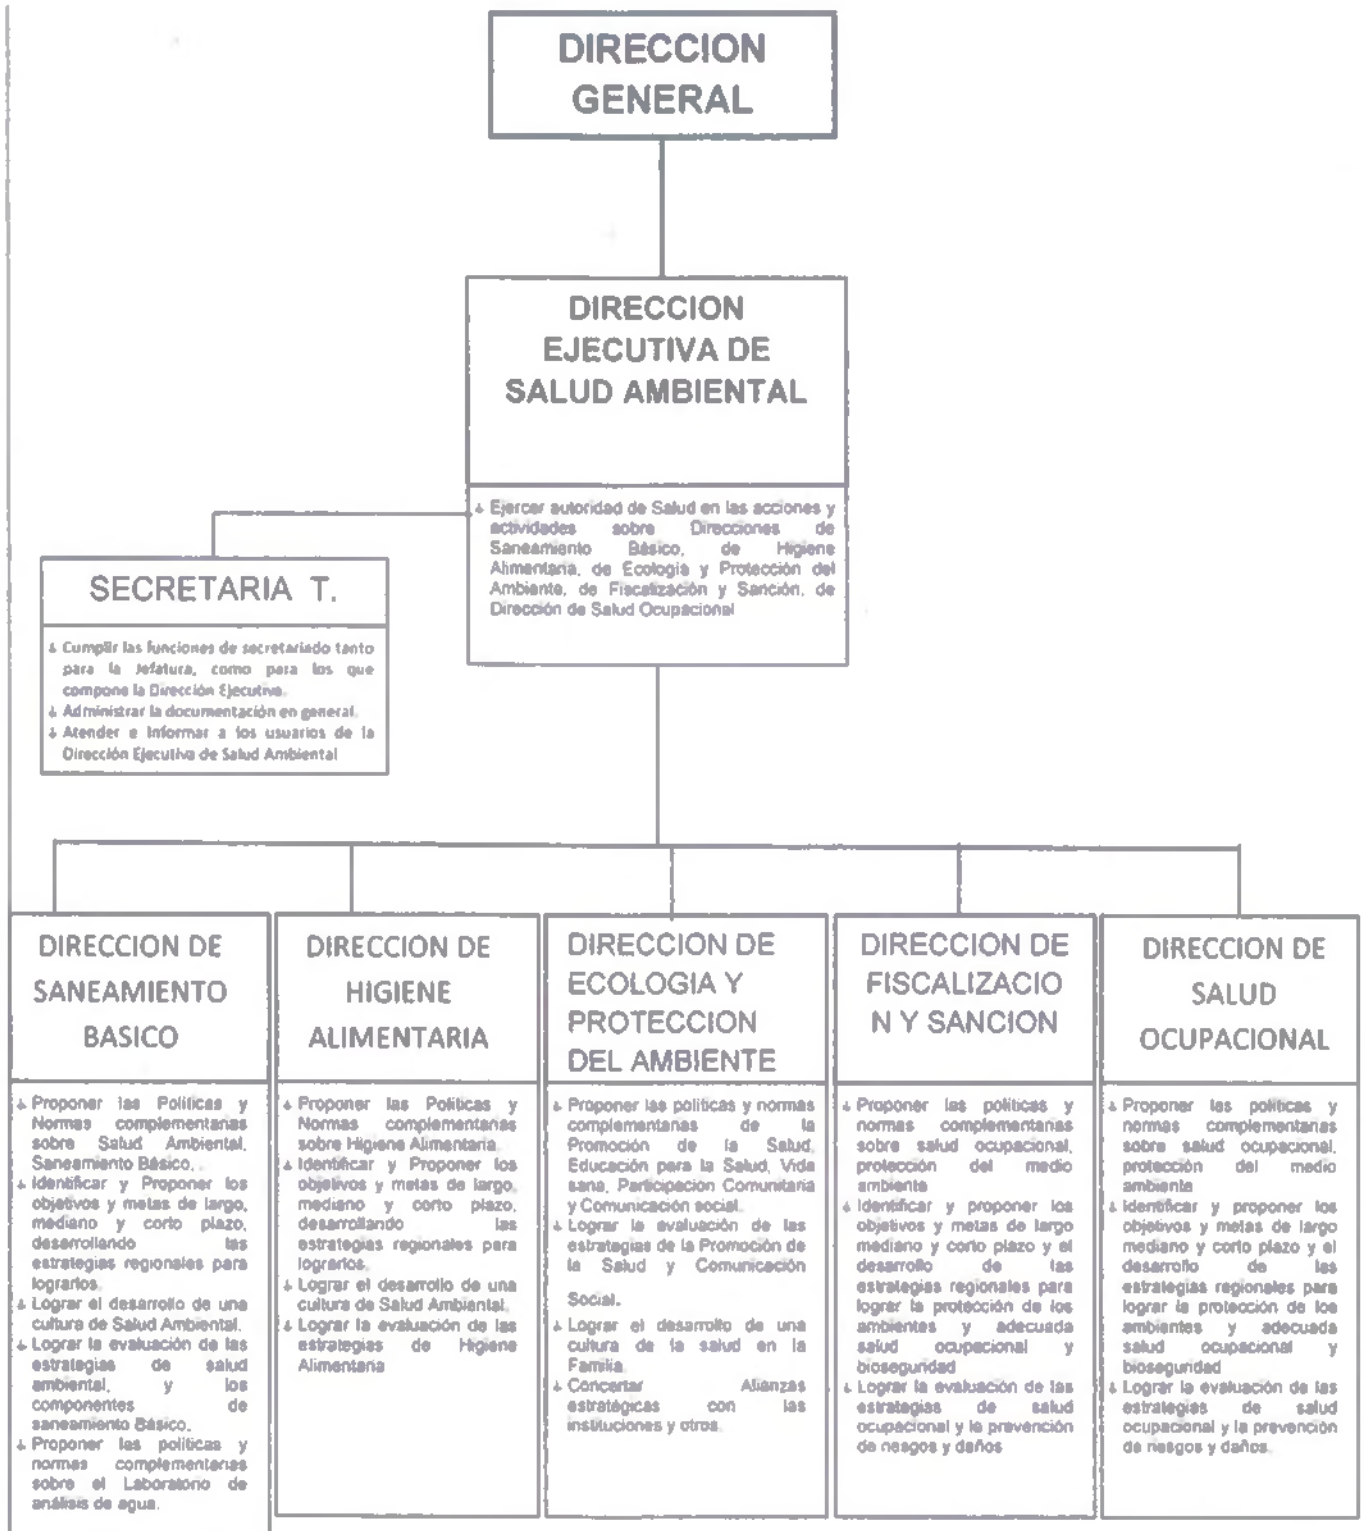 DIRECCION
GENERAL
DIRECCION
EJECUTIVA DE
SALUD AMBIENTAL
↓ Ejercer autoridad de Salud en las acciones y
actividades sobre Direcciones de
Saneamiento Básico, de Higiene
Alimentaria, de Ecología y Protección del
Ambiente, de Fiscalización y Sanción, de
Dirección de Salud Ocupacional
SECRETARIA T.
↓ Cumplir las funciones de secretariado tanto
para la Jefatura, como para los que
compone la Dirección Ejecutiva.
↓ Administrar la documentación en general.
↓ Atender e Informar a los usuarios de la
Dirección Ejecutiva de Salud Ambiental
DIRECCION DE
SANEAMIENTO
BASICO
↓ Proponer las Políticas y
Normas complementarias
sobre Salud Ambiental,
Saneamiento Básico,.
↓ Identificar y Proponer los
objetivos y metas de largo,
mediano y corto plazo,
desarrollando las
estrategias regionales para
lograrlos.
↓ Lograr el desarrollo de una
cultura de Salud Ambiental.
↓ Lograr la evaluación de las
estrategias de salud
ambiental, y los
componentes de
saneamiento Básico.
↓ Proponer las políticas y
normas complementarias
sobre el Laboratorio de
análisis de agua.
DIRECCION DE
HIGIENE
ALIMENTARIA
↓ Proponer las Políticas y
Normas complementarias
sobre Higiene Alimentaria.
↓ Identificar y Proponer los
objetivos y metas de largo,
mediano y corto plazo,
desarrollando las
estrategias regionales para
lograrlos.
↓ Lograr el desarrollo de una
cultura de Salud Ambiental.
↓ Lograr la evaluación de las
estrategias de Higiene
Alimentaria
DIRECCION DE
ECOLOGIA Y
PROTECCION
DEL AMBIENTE
↓ Proponer las políticas y normas
complementarias de la
Promoción de la Salud,
Educación para la Salud, Vida
sana, Participación Comunitaria
y Comunicación social.
↓ Lograr la evaluación de las
estrategias de la Promoción de
la Salud y Comunicación
Social.
↓ Lograr el desarrollo de una
cultura de la salud en la
Familia.
↓ Concertar Alianzas
estratégicas con las
instituciones y otros.
DIRECCION DE
FISCALIZACIO
N Y SANCION
↓ Proponer las políticas y
normas complementarias
sobre salud ocupacional,
protección del medio
ambiente
↓ Identificar y proponer los
objetivos y metas de largo
mediano y corto plazo y el
desarrollo de las
estrategias regionales para
lograr la protección de los
ambientes y adecuada
salud ocupacional y
bioseguridad
↓ Lograr la evaluación de las
estrategias de salud
ocupacional y la prevención
de riesgos y daños
DIRECCION DE
SALUD
OCUPACIONAL
↓ Proponer las políticas y
normas complementarias
sobre salud ocupacional,
protección del medio
ambiente
↓ Identificar y proponer los
objetivos y metas de largo
mediano y corto plazo y el
desarrollo de las
estrategias regionales para
lograr la protección de los
ambientes y adecuada
salud ocupacional y
bioseguridad
↓ Lograr la evaluación de las
estrategias de salud
ocupacional y la prevención
de riesgos y daños.